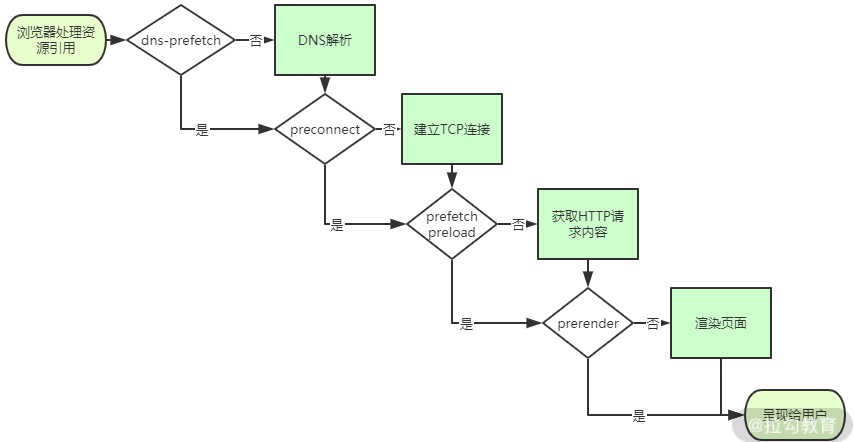 浏览器处理资
源引用
dns-prefetch
否
DNS解析
是
preconnect
否
建立TCP连接
是
prefetch
preload
否
获取HTTP请
求内容
是
prerender
否
渲染页面
是
呈现给用户
@拉勾教育